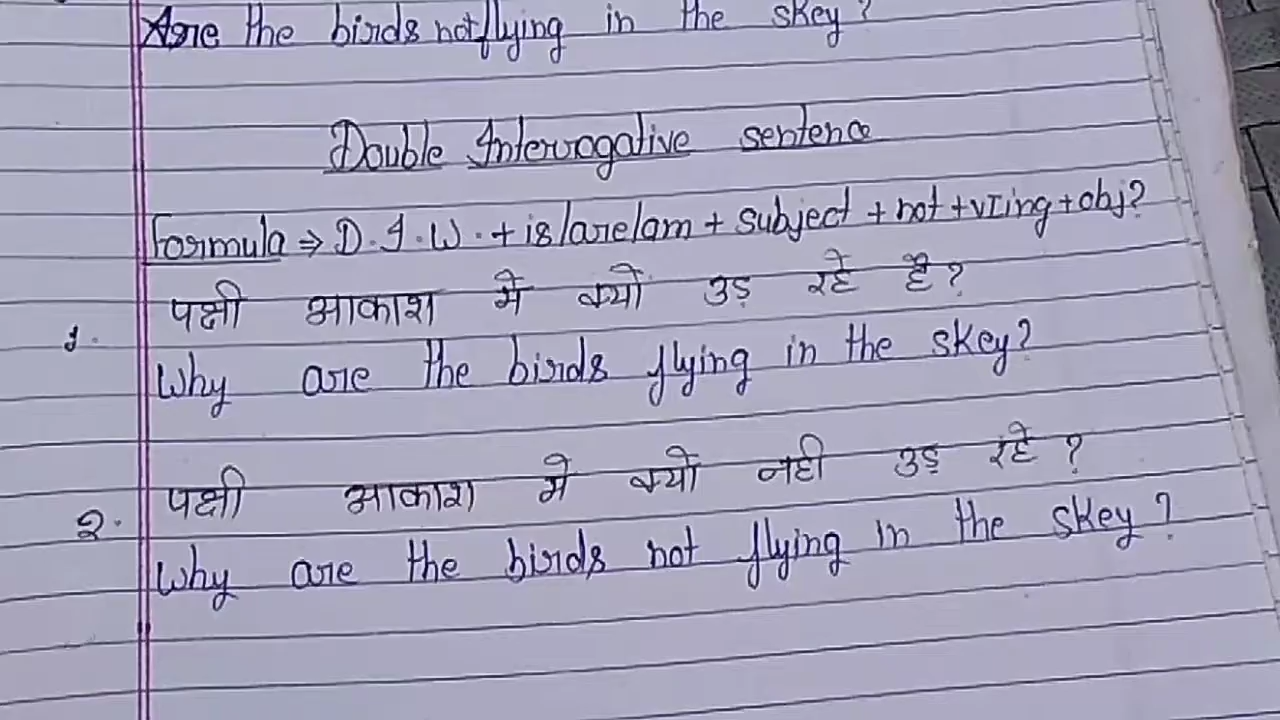 Are the birds not flying in the skey?
Double Interrogative sentence
Formula ⇒ D.I.W. + is/are/am + subject + not + vIing + obj?
पक्षी आकाश मे क्यों उड़ रहे है?
1.
Why are the birds flying in the skey?
पक्षी आकाश मे क्यों नही उड़ रहे ?
2.
Why are the birds not flying in the skey?